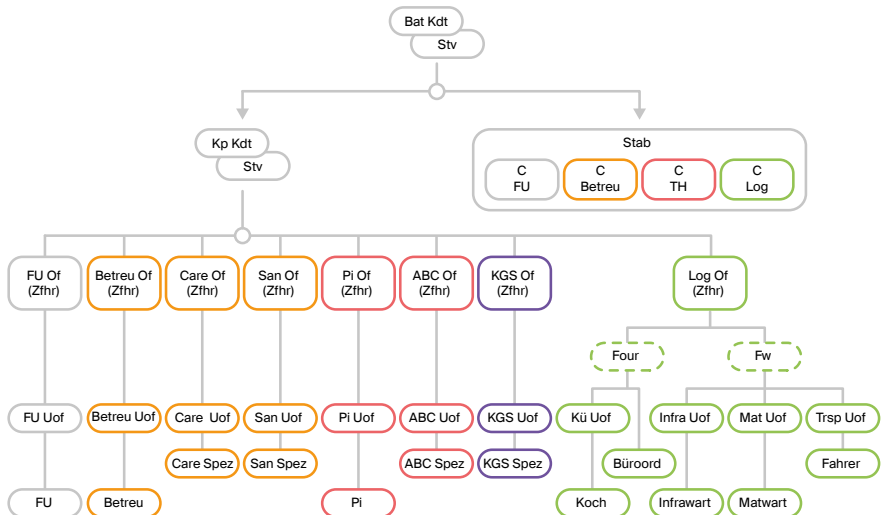 Bat Kdt
Stv
Kp Kdt
Stv
Stab
C
FU
C
Betreu
C
TH
C
Log
FU Of
(Zfhr)
Betreu Of
(Zfhr)
Care Of
(Zfhr)
San Of
(Zfhr)
Pi Of
(Zfhr)
ABC Of
(Zfhr)
KGS Of
(Zfhr)
Log Of
(Zfhr)
Four
Fw
FU Uof
Betreu Uof
Care Uof
San Uof
Pi Uof
ABC Uof
KGS Uof
Kü Uof
Infra Uof
Mat Uof
Trsp Uof
Care Spez
San Spez
ABC Spez
KGS Spez
Büroord
Fahrer
FU
Betreu
Pi
Koch
Infrawart
Matwart